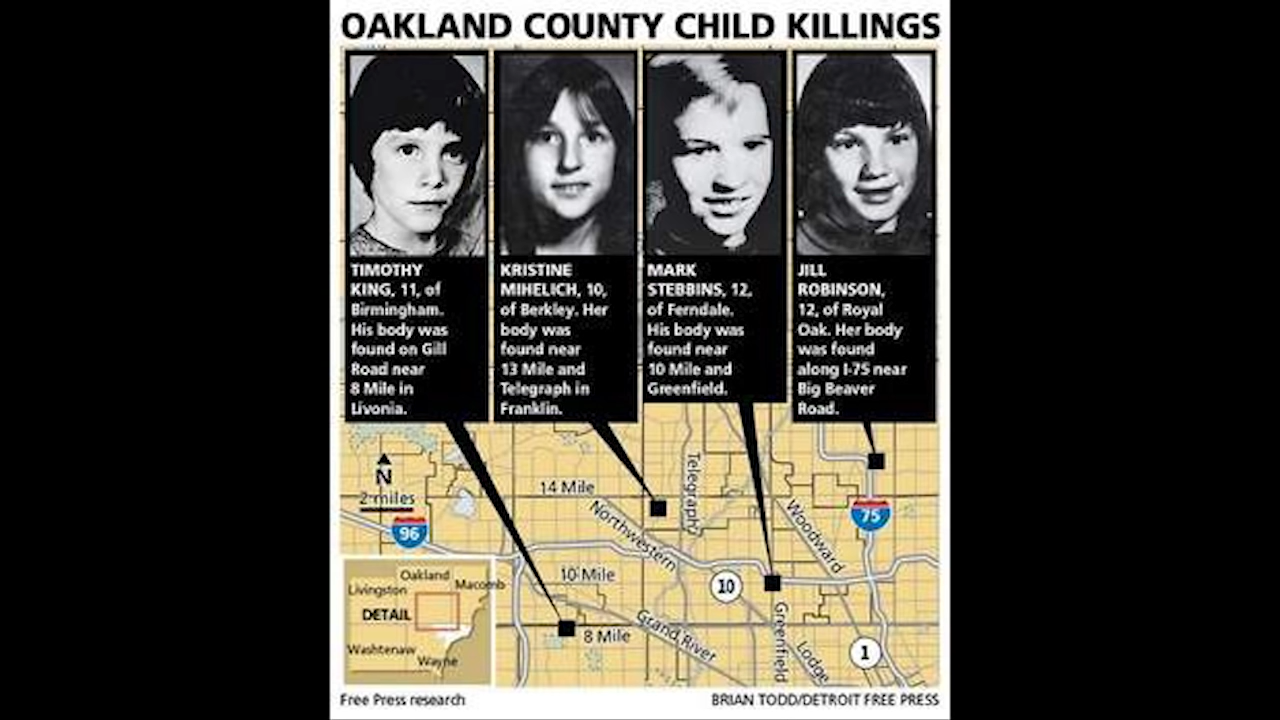 OAKLAND COUNTY CHILD KILLINGS
TIMOTHY
KING, 11, of
Birmingham.
His body was
found on Gill
Road near
8 Mile in
Livonia.
KRISTINE
MIHELICH, 10,
of Berkley. Her
body was
found near
13 Mile and
Telegraph in
Franklin.
MARK
STEBBINS, 12,
of Ferndale.
His body was
found near
10 Mile and
Greenfield.
JILL
ROBINSON,
12, of Royal
Oak. Her body
was found
along I-75 near
Big Beaver
Road.
N
2 miles
96
14 Mile
Northwestern
Telegraph
Woodward
75
10 Mile
10
8 Mile
Grand River
Greenfield
Lodge
1
Oakland
Macomb
Livingston
DETAIL
Washtenaw
Wayne
Free Press research
BRIAN TODD/DETROIT FREE PRESS